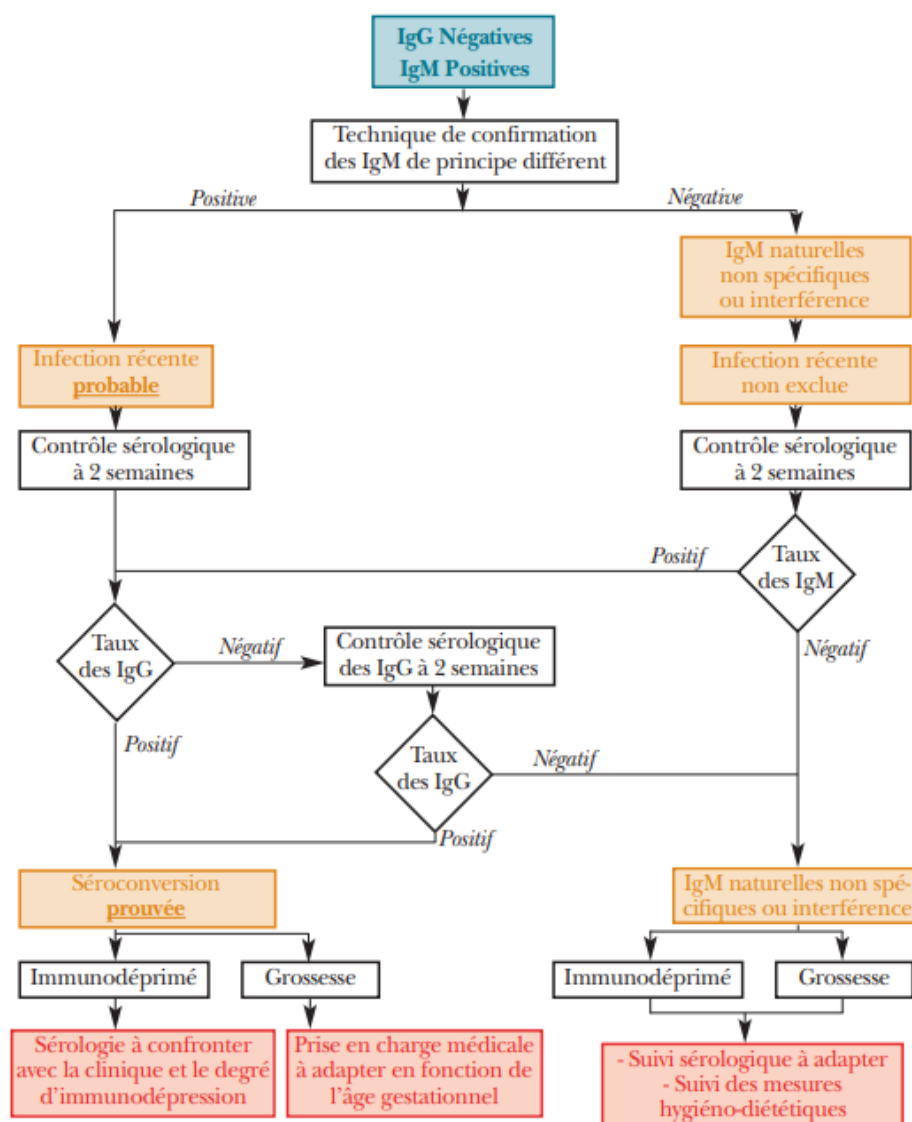 IgG Négatives
IgM Positives
Technique de confirmation
des IgM de principe différent
Positive
Négative
IgM naturelles
non spécifiques
ou interférence
Infection récente
probable
Infection récente
non exclue
Contrôle sérologique
à 2 semaines
Contrôle sérologique
à 2 semaines
Taux
des IgM
Positif
Négatif
Taux
des IgG
Négatif
Contrôle sérologique
des IgG à 2 semaines
Positif
Taux
des IgG
Négatif
Positif
Séroconversion
prouvée
IgM naturelles non spé-
cifiques ou interférence
Immunodéprimé
Grossesse
Immunodéprimé
Grossesse
Sérologie à confronter
avec la clinique et le degré
d'immunodépression
Prise en charge médicale
à adapter en fonction de
l'âge gestationnel
- Suivi sérologique à adapter
- Suivi des mesures
hygiéno-diététiques